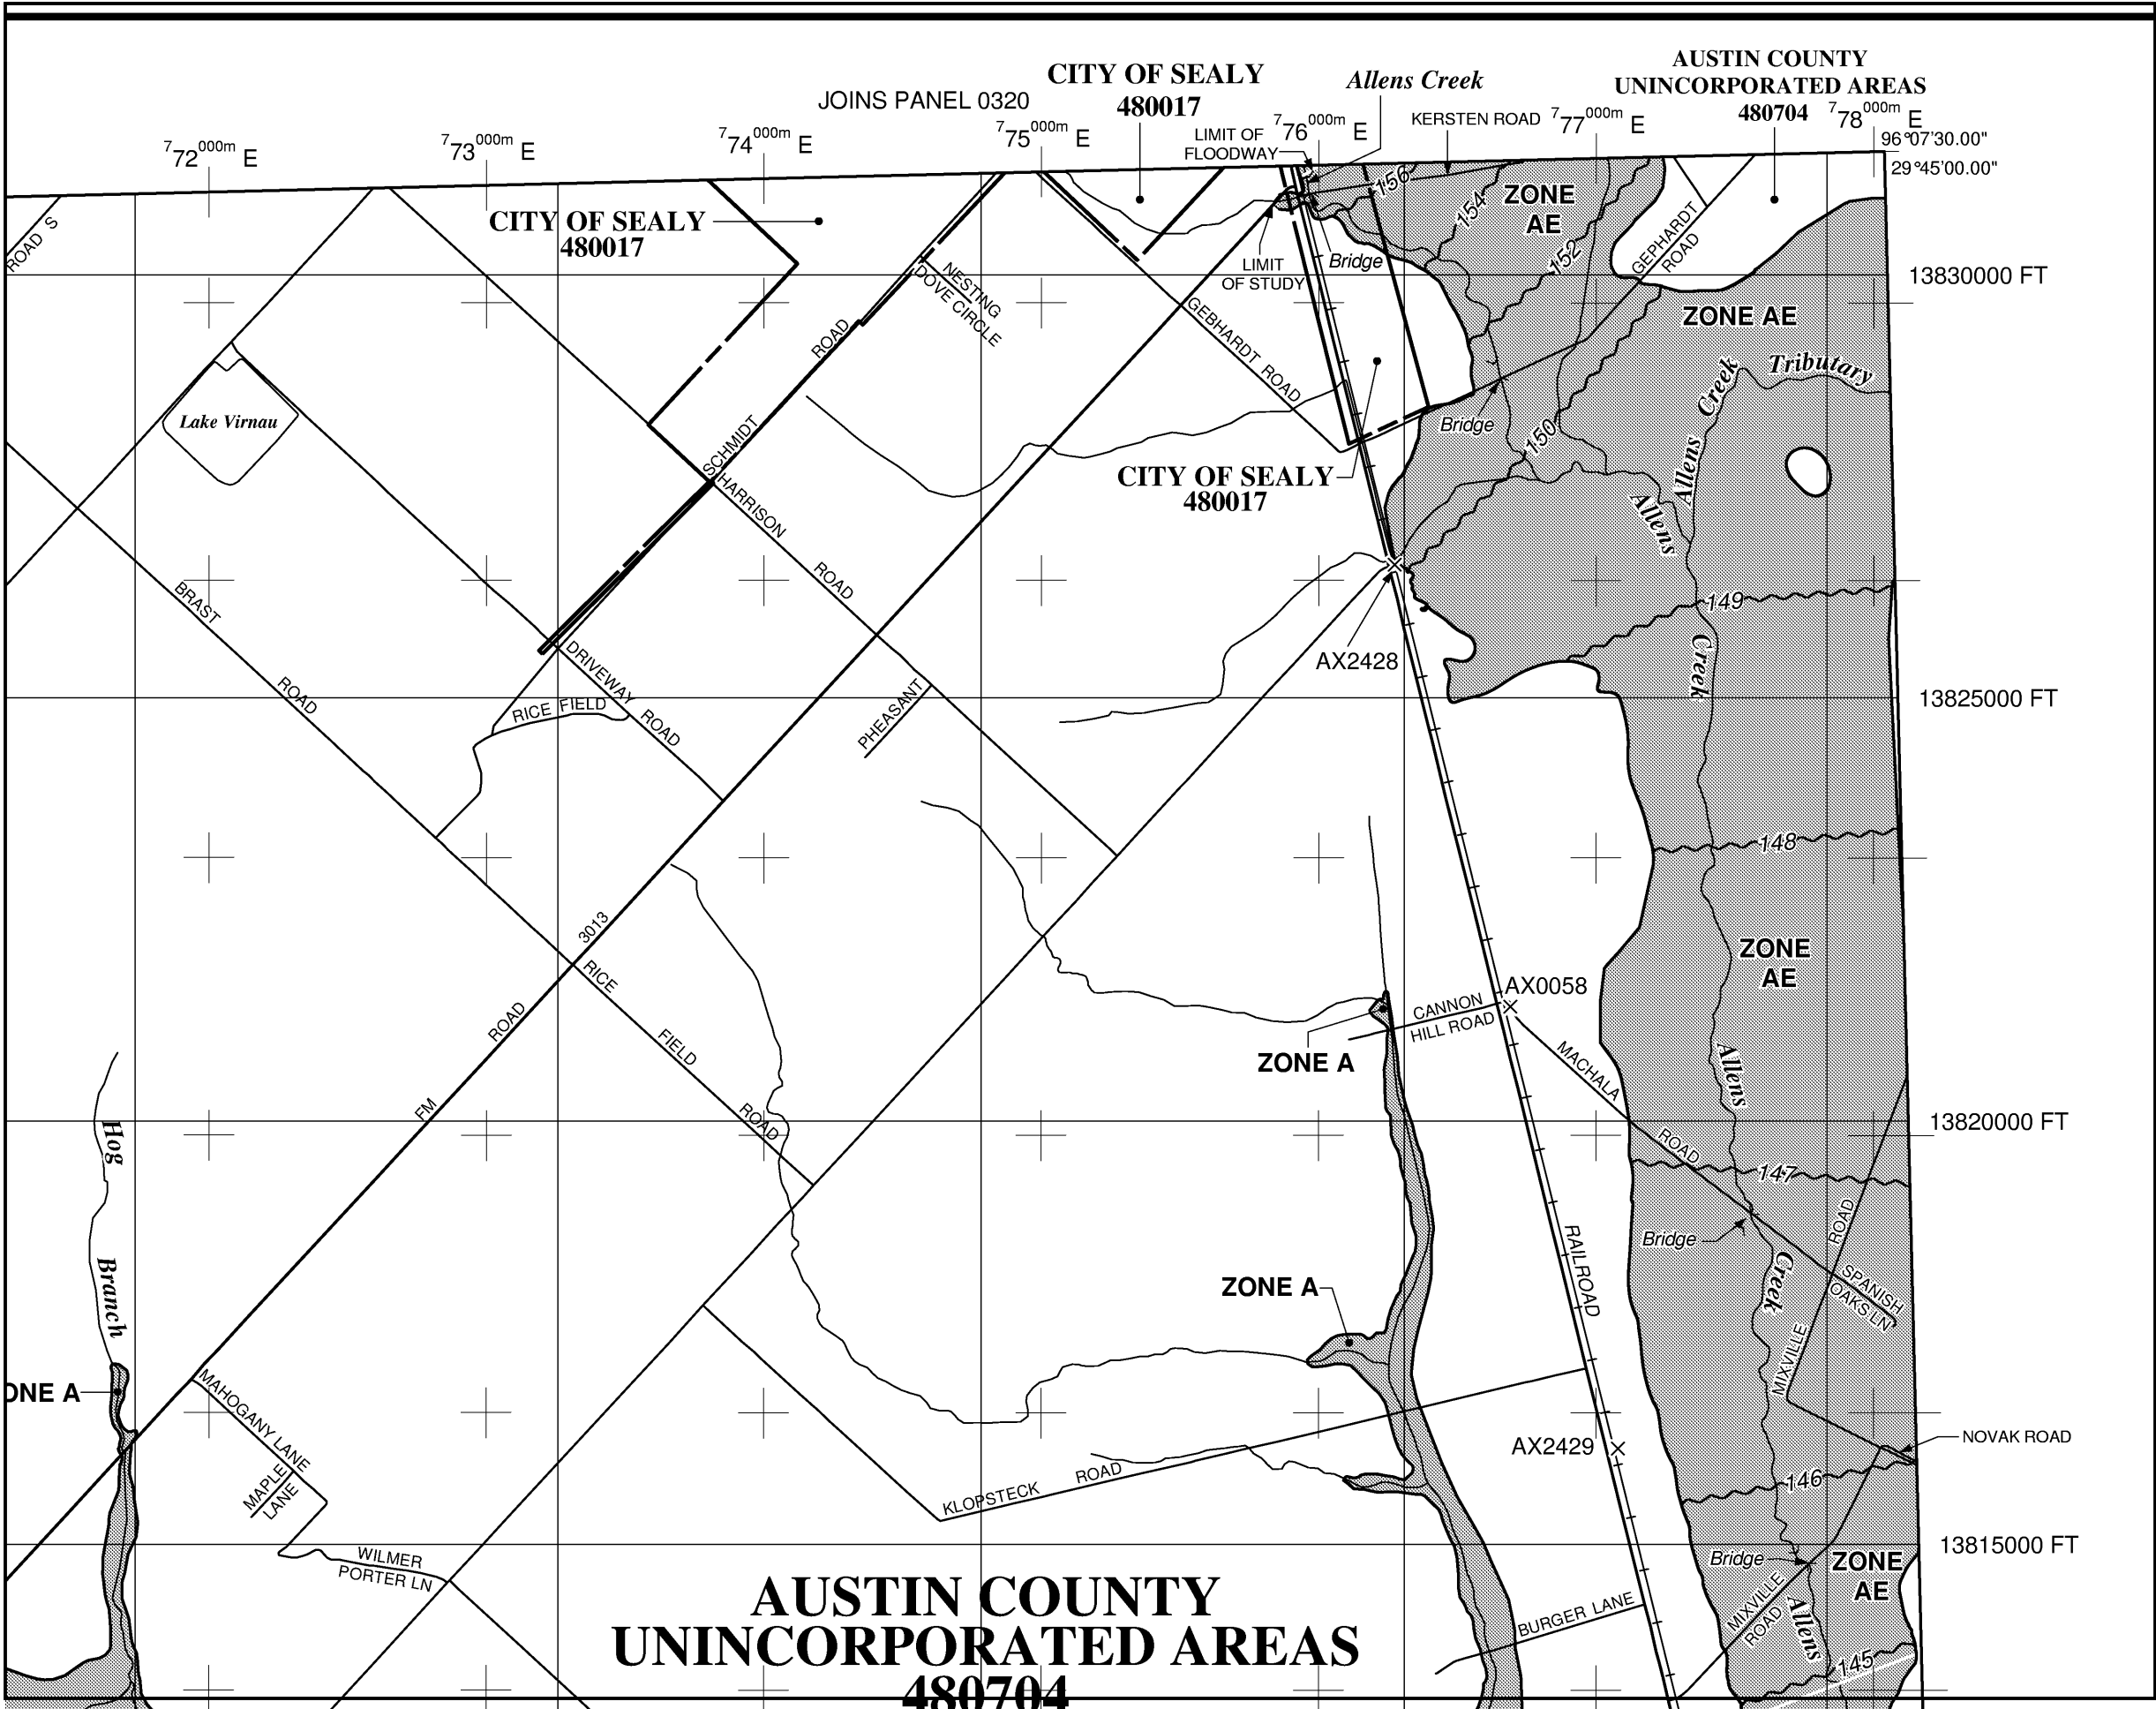 AUSTIN COUNTY
UNINCORPORATED AREAS
480704
CITY OF SEALY
480017
Allens Creek
JOINS PANEL 0320
KERSTEN ROAD
LIMIT OF
FLOODWAY
772000m E
773000m E
774000m E
775000m E
776000m E
777000m E
778000m E
96°07'30.00"
29°45'00.00"
ROAD S
CITY OF SEALY
480017
156
154
152
ZONE
AE
GEPHARDT
ROAD
LIMIT
OF STUDY
Bridge
13830000 FT
NESTING
DOVE CIRCLE
ROAD
GEBHARDT ROAD
ZONE AE
Tributary
Creek
Allens
Lake Virnau
SCHMIDT
Bridge
150
CITY OF SEALY
480017
HARRISON
ROAD
Allens
149
BRAST
ROAD
AX2428
Creek
DRIVEWAY
ROAD
RICE FIELD
PHEASANT
13825000 FT
148
3013
ZONE
AE
RICE
FIELD
ROAD
ROAD
FM
AX0058
CANNON
HILL ROAD
ZONE A
MACHALA
ROAD
Allens
13820000 FT
Hog
Branch
147
Bridge
ROAD
RAILROAD
Creek
SPANISH
OAKS LN
ZONE A
MIXVILLE
ONE A
MAHOGANY LANE
MAPLE
LANE
AX2429
NOVAK ROAD
KLOPSTECK
ROAD
146
13815000 FT
WILMER
PORTER LN
Bridge
ZONE
AE
AUSTIN COUNTY
UNINCORPORATED AREAS
480704
BURGER LANE
MIXVILLE
ROAD
Allens
145